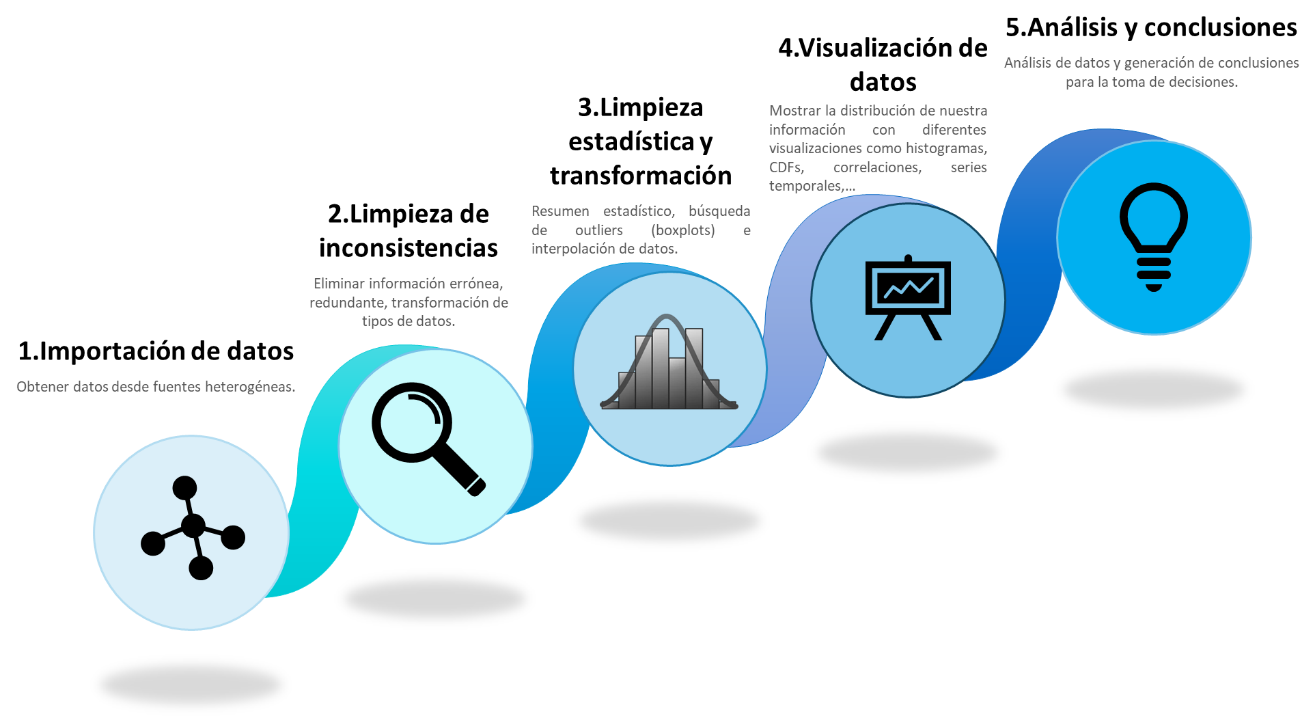 1.Importación de datos
Obtener datos desde fuentes heterogéneas.
2.Limpieza de
inconsistencias
Eliminar información errónea,
redundante, transformación de
tipos de datos.
3.Limpieza
estadística y
transformación
Resumen estadístico, búsqueda
de outliers (boxplots) e
interpolación de datos.
4.Visualización de
datos
Mostrar la distribución de nuestra
información con diferentes
visualizaciones como histogramas,
CDFs, correlaciones, series
temporales,...
5.Análisis y conclusiones
Análisis de datos y generación de conclusiones
para la toma de decisiones.